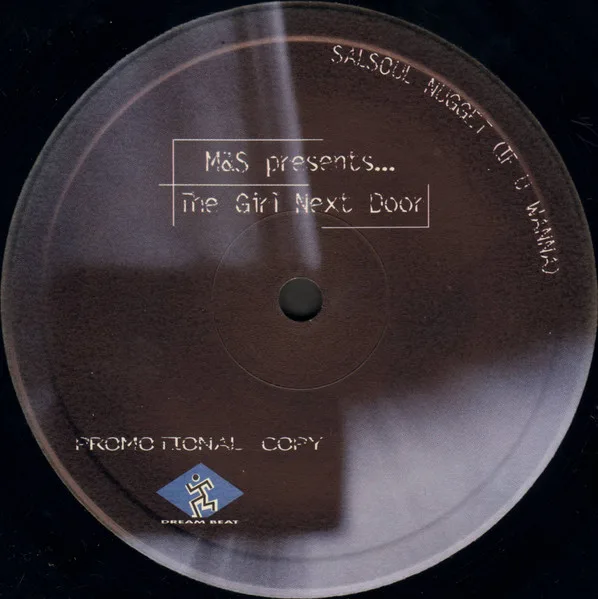 SALSOUL NUGGET (IF U WANNA)
M&S presents...
The Girl Next Door
PROMOTIONAL COPY
DREAM BEAT